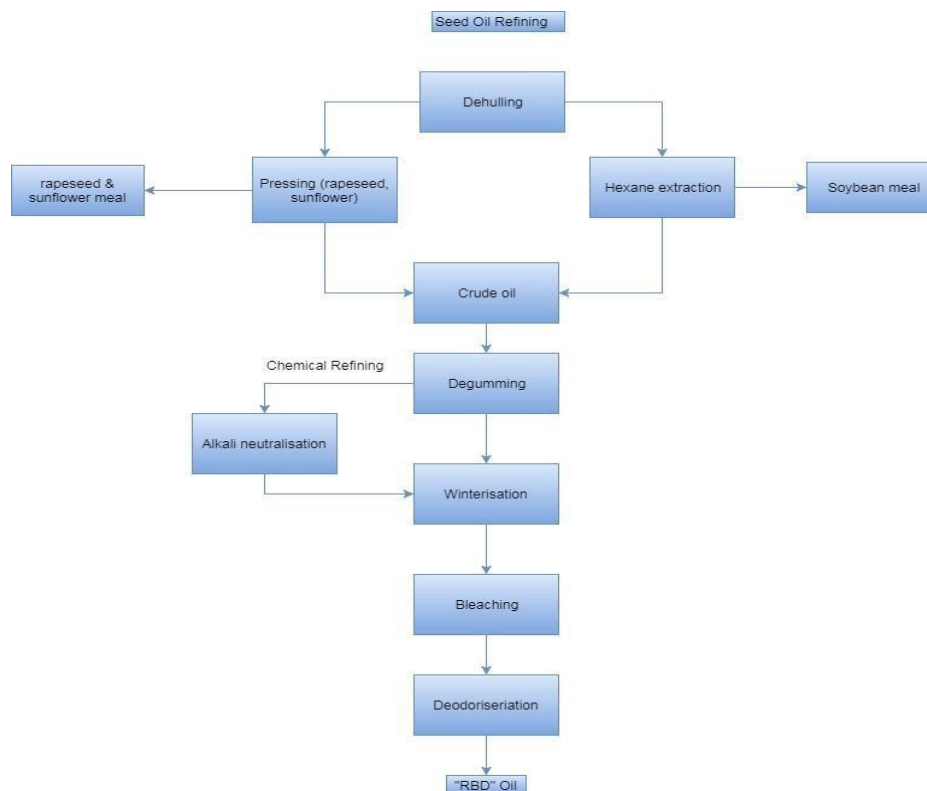 Seed Oil Refining
Dehulling
rapeseed &
sunflower meal
Pressing (rapeseed,
sunflower)
Hexane extraction
Soybean meal
Crude oil
Chemical Refining
Degumming
Alkali neutralisation
Winterisation
Bleaching
Deodoriseriation
"RBD" Oil